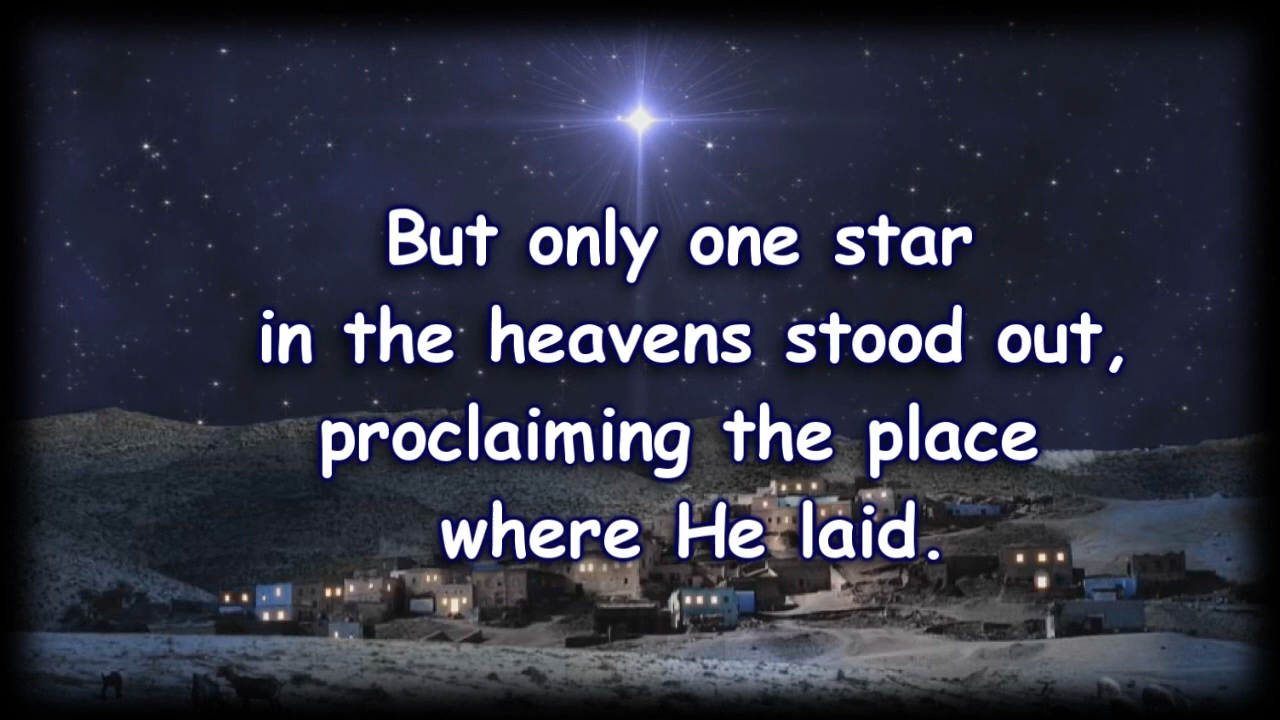 But only one star
in the heavens stood out,
proclaiming the place
where He laid.